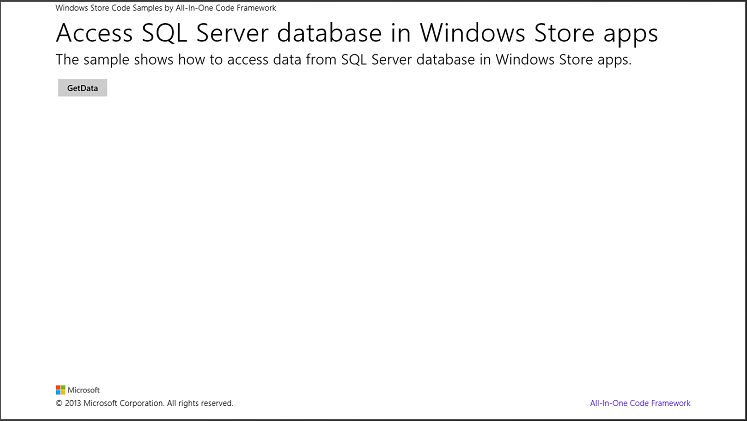 Windows Store Code Samples by All-In-One Code Framework
Access SQL Server database in Windows Store apps
The sample shows how to access data from SQL Server database in Windows Store apps.
GetData
Microsoft
© 2013 Microsoft Corporation. All rights reserved.
All-In-One Code Framework